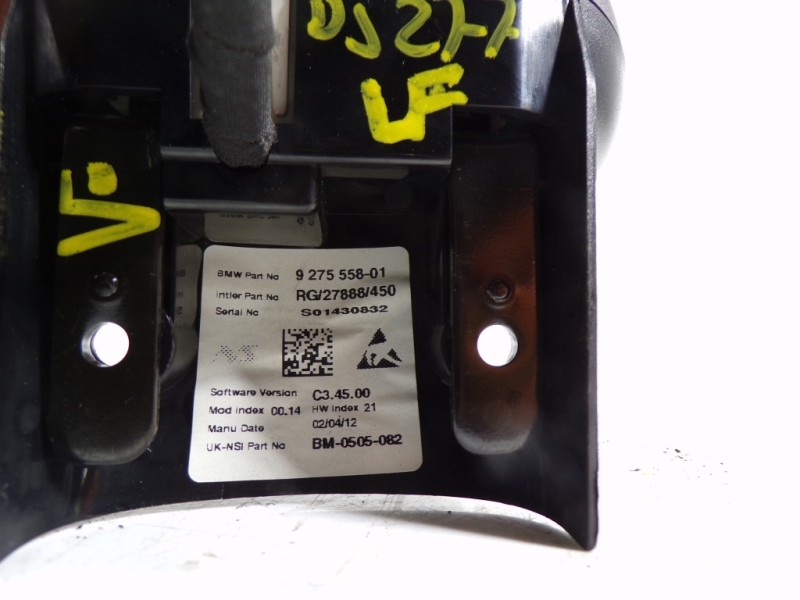 DJ277
LF
V.
BMW Part No 9 275 558-01
Intier Part No RG/27888/450
Serial No S01430832
NS
Software Version C3.45.00
Mod index 00.14 HW Index 21
Manu Date 02/04/12
UK-NSI Part No BM-0505-082